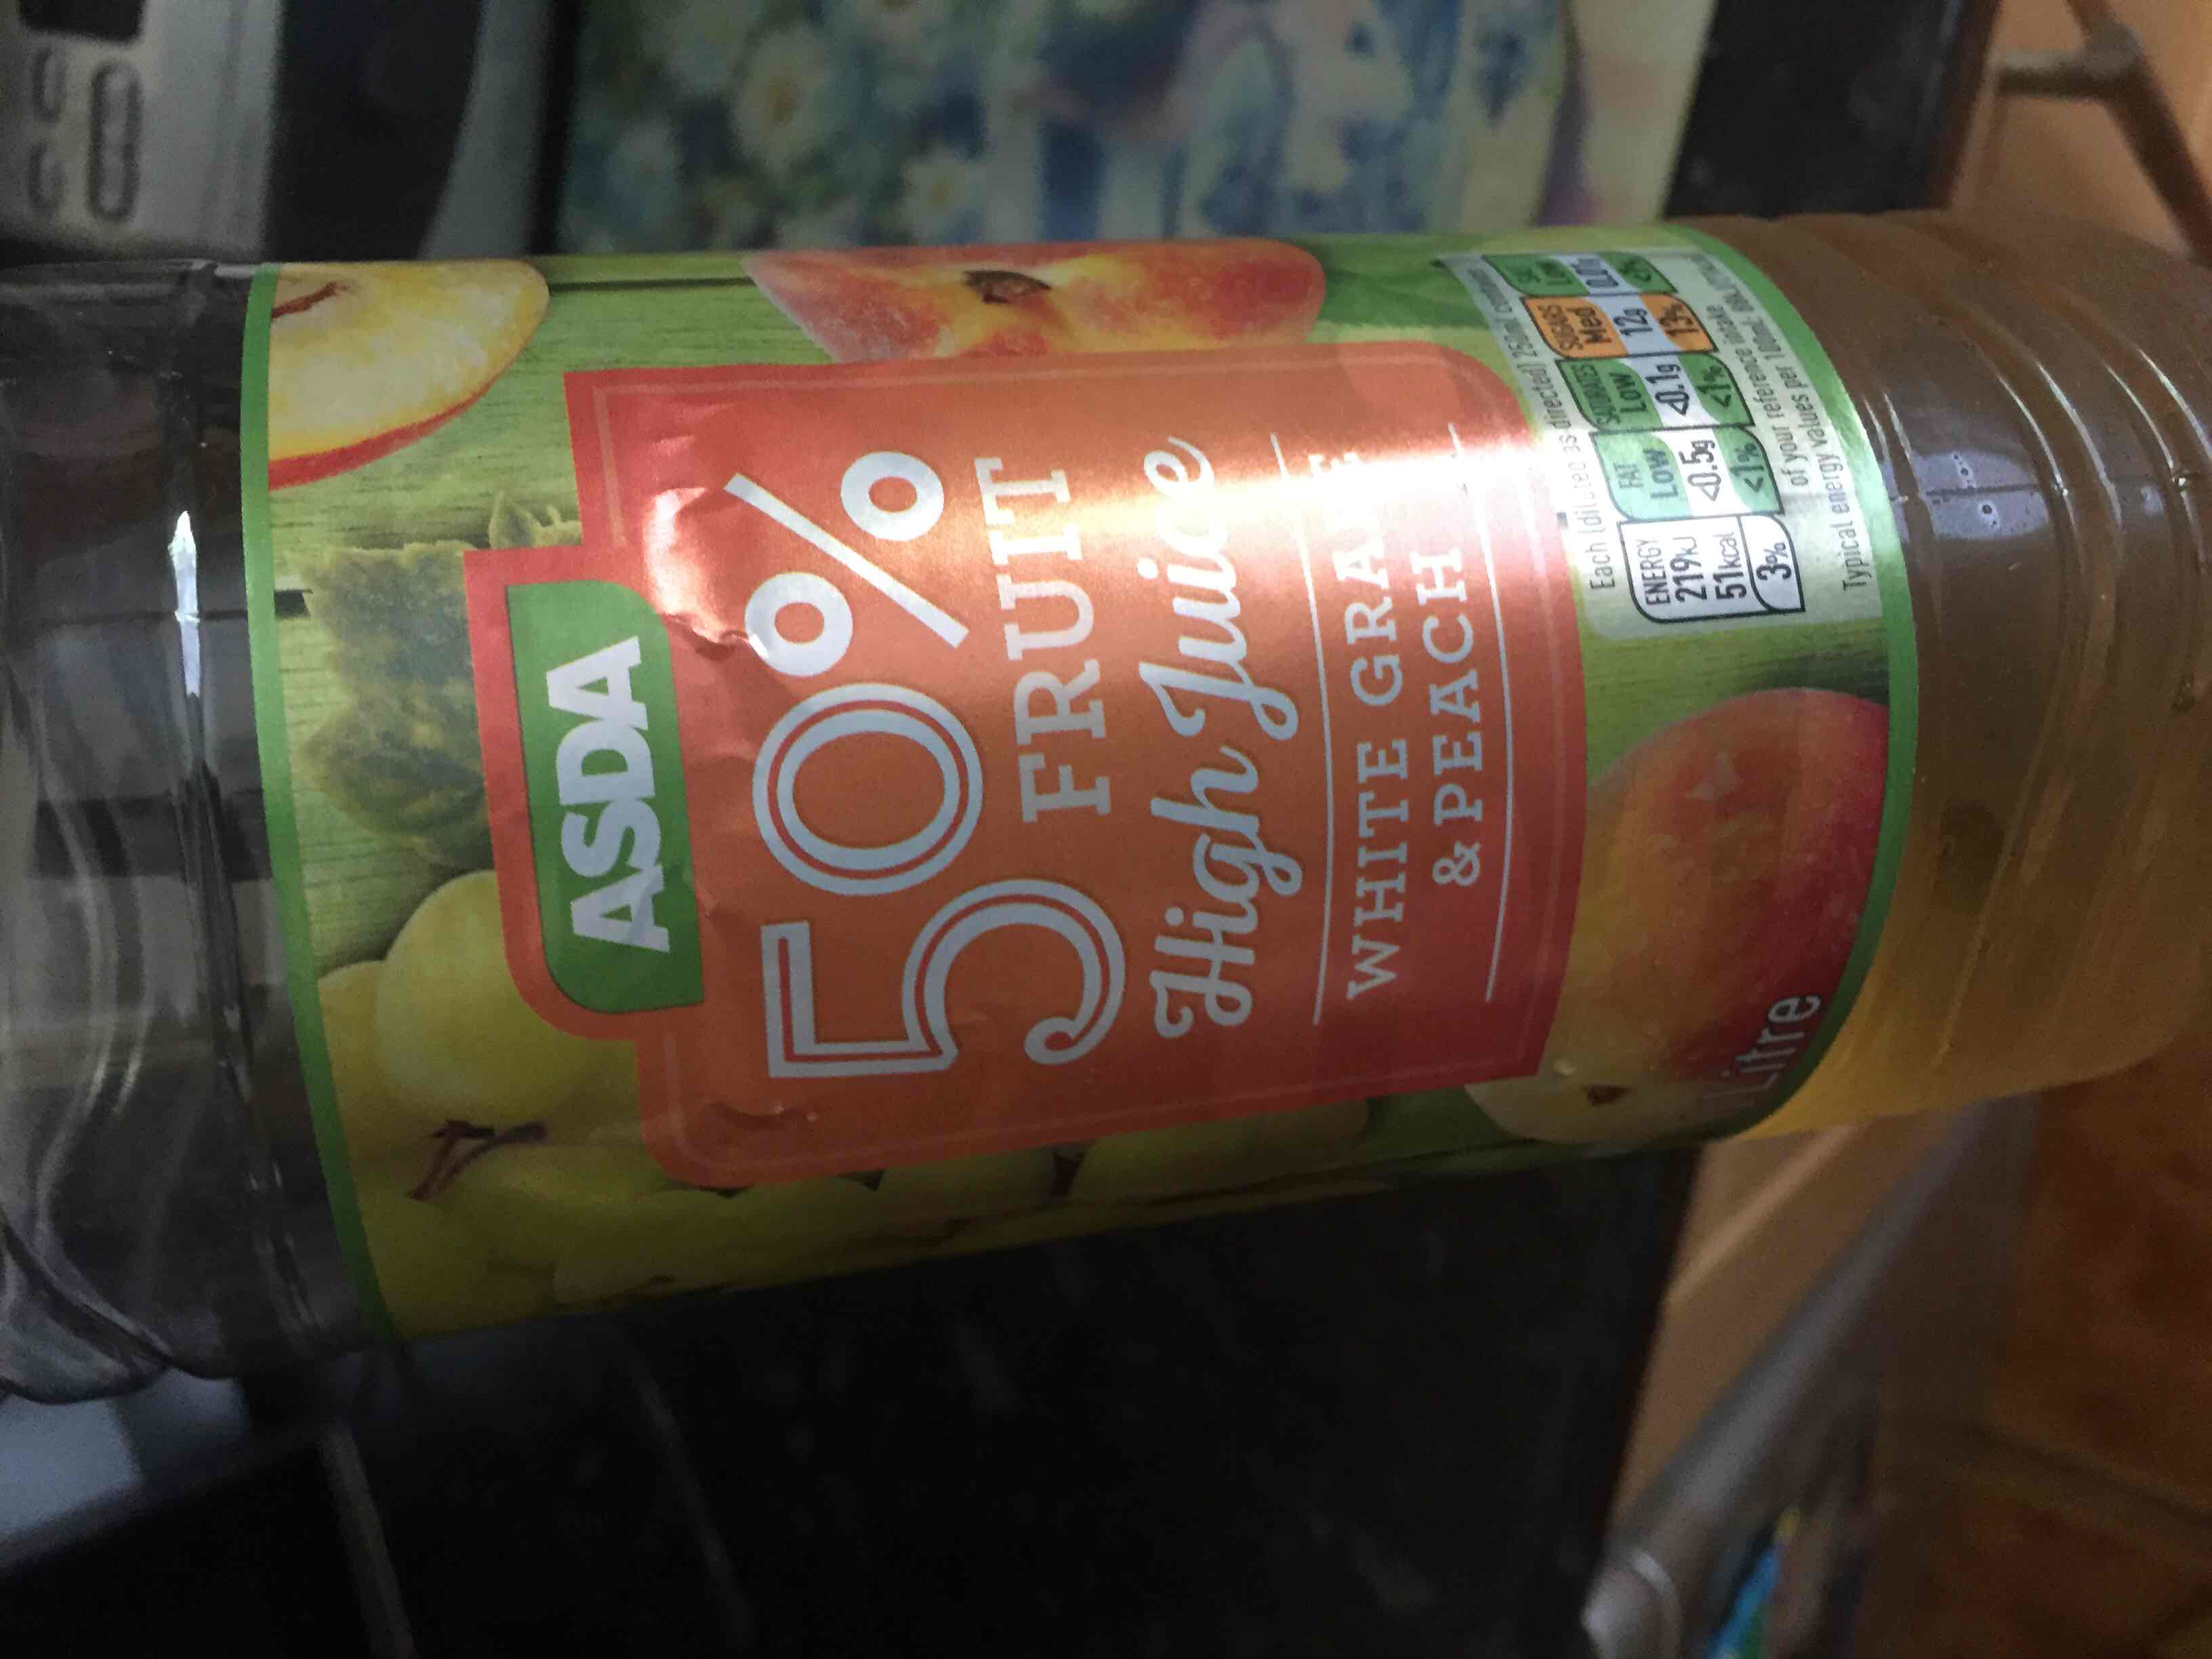 ASDA
50%
FRUIT
High Juice
WHITE GRAPE
& PEACH
Litre
Each (diluted as directed) 250ml contains
ENERGY
219kJ
51kcal
3%
FAT
Low
<0.5g
<1%
SATURATES
Low
<0.1g
<1%
SUGARS
Med
12g
13%
Low
<1%
of your reference intake
Typical energy values per 100ml: